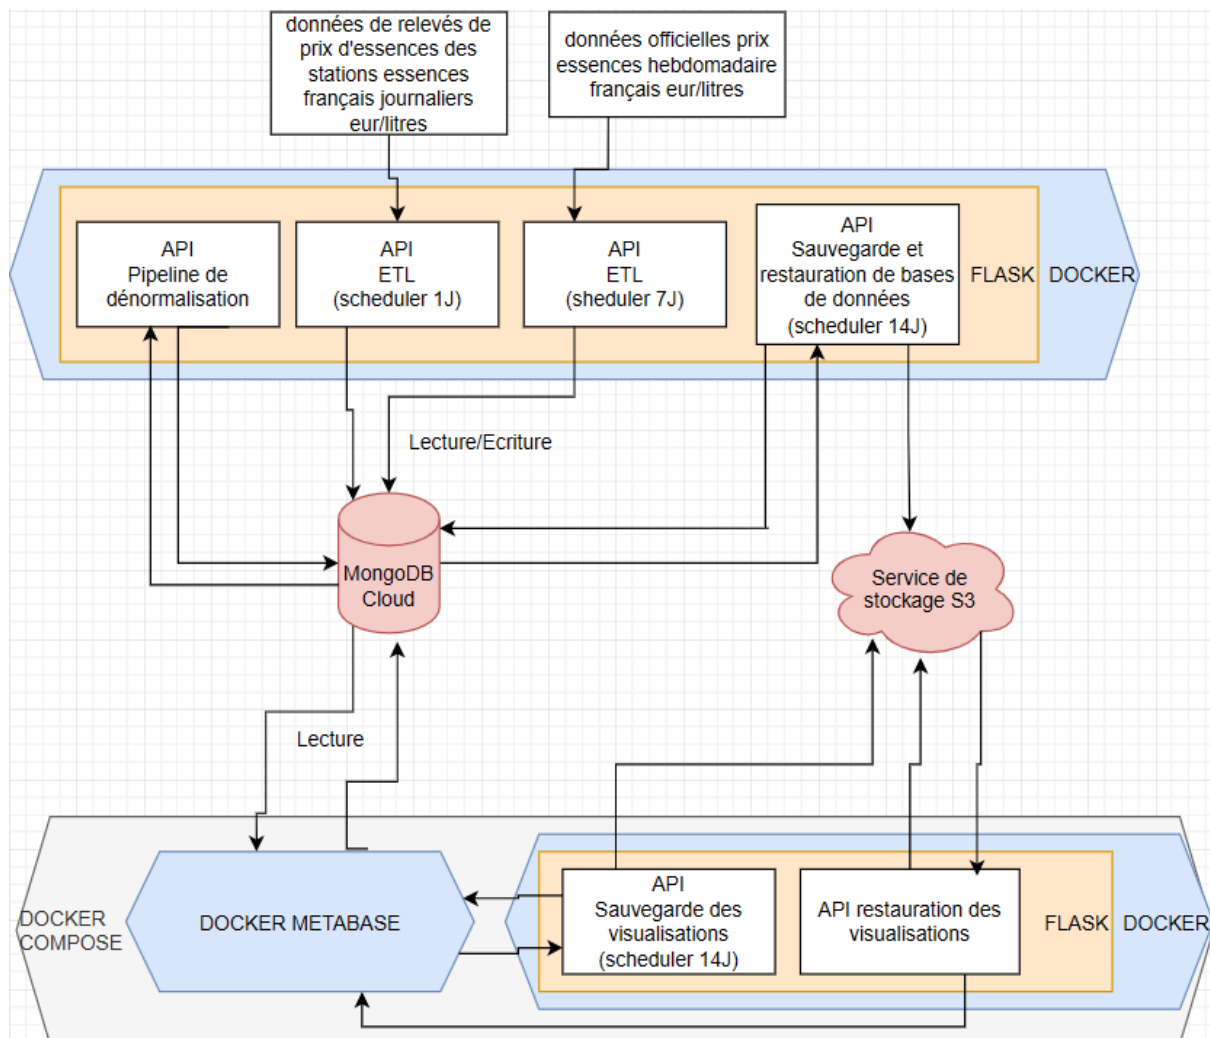 données de relevés de
prix d'essences des
stations essences
français journaliers
eur/litres
données officielles prix
essences hebdomadaire
français eur/litres
API
Pipeline de
dénormalisation
API
ETL
(scheduler 1J)
API
ETL
(sheduler 7J)
API
Sauvegarde et
restauration de bases
de données
(scheduler 14J)
FLASK
DOCKER
Lecture/Ecriture
MongoDB
Cloud
Service de
stockage S3
Lecture
DOCKER
COMPOSE
DOCKER METABASE
API
Sauvegarde des
visualisations
(scheduler 14J)
API restauration des
visualisations
FLASK
DOCKER